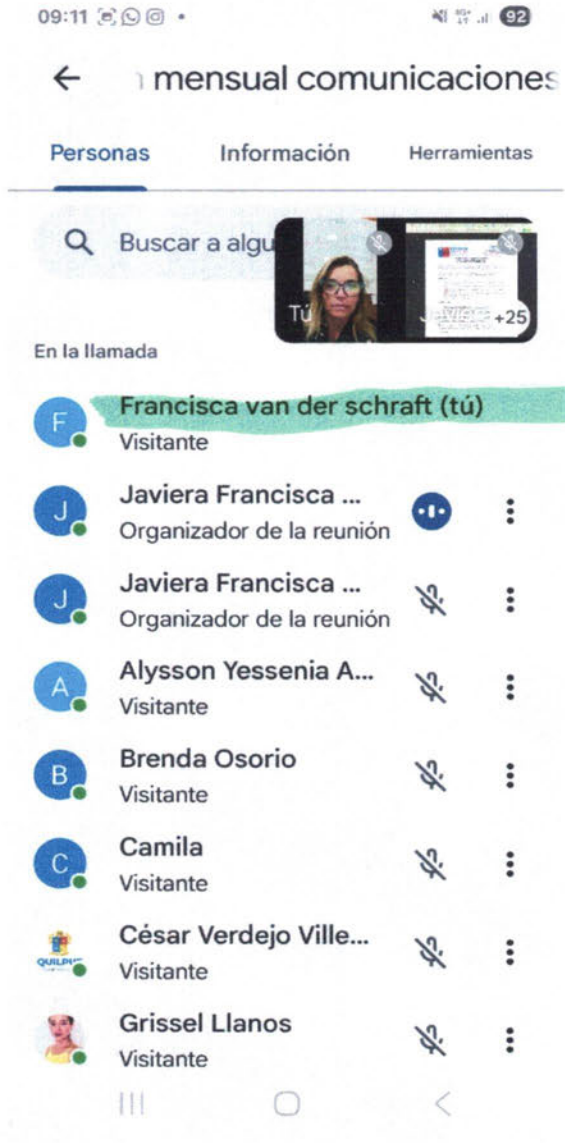 09:11
92
mensual comunicaciones
Personas Información Herramientas
Buscar a algu
Tú
Javiera
+25
En la llamada
F
Francisca van der schraft (tú)
Visitante
J
Javiera Francisca ...
Organizador de la reunión
J
Javiera Francisca ...
Organizador de la reunión
A
Alysson Yessenia A...
Visitante
B
Brenda Osorio
Visitante
C
Camila
Visitante
QUILPUE
César Verdejo Ville...
Visitante
Grissel Llanos
Visitante